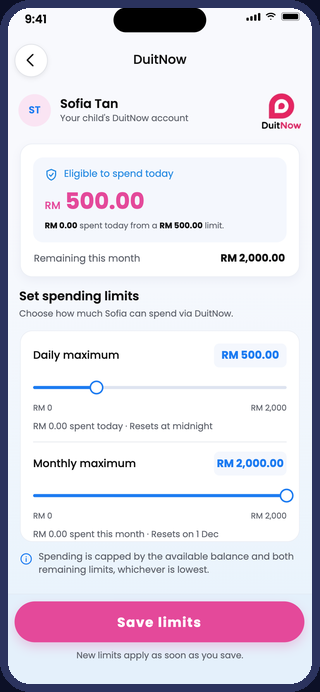 9:41
DuitNow
ST
Sofia Tan
Your child's DuitNow account
DuitNow
Eligible to spend today
RM 500.00
RM 0.00 spent today from a RM 500.00 limit.
Remaining this month
RM 2,000.00
Set spending limits
Choose how much Sofia can spend via DuitNow.
Daily maximum
RM 500.00
RM 0
RM 2,000
RM 0.00 spent today · Resets at midnight
Monthly maximum
RM 2,000.00
RM 0
RM 2,000
RM 0.00 spent this month · Resets on 1 Dec
Spending is capped by the available balance and both
remaining limits, whichever is lowest.
Save limits
New limits apply as soon as you save.